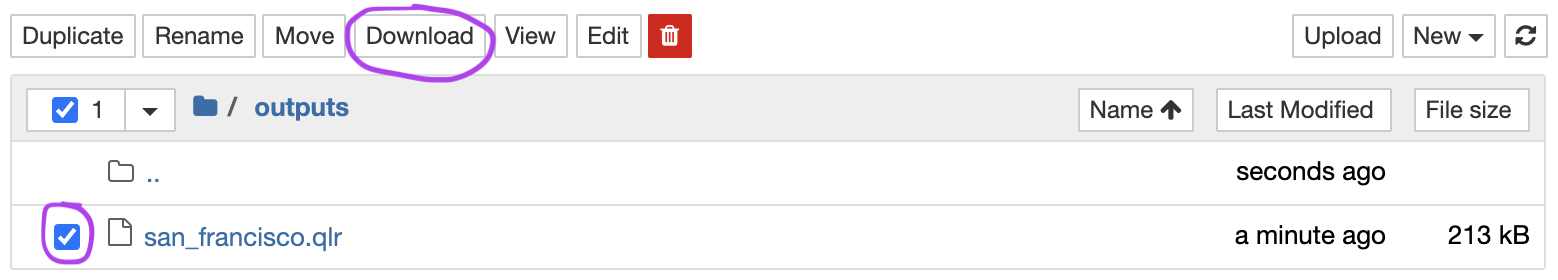 Duplicate Rename Move Download View Edit Upload New
1 / outputs Name Last Modified File size
.. seconds ago
san_francisco.qlr a minute ago 213 kB